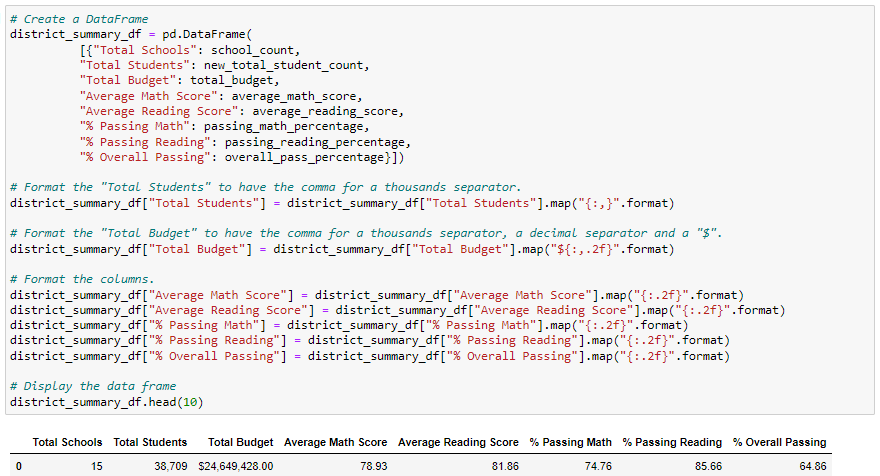 # Create a DataFrame
district_summary_df = pd.DataFrame(
[{"Total Schools": school_count,
"Total Students": new_total_student_count,
"Total Budget": total_budget,
"Average Math Score": average_math_score,
"Average Reading Score": average_reading_score,
"% Passing Math": passing_math_percentage,
"% Passing Reading": passing_reading_percentage,
"% Overall Passing": overall_pass_percentage}])
# Format the "Total Students" to have the comma for a thousands separator.
district_summary_df["Total Students"] = district_summary_df["Total Students"].map("{:,}".format)
# Format the "Total Budget" to have the comma for a thousands separator, a decimal separator and a "$".
district_summary_df["Total Budget"] = district_summary_df["Total Budget"].map("${:,.2f}".format)
# Format the columns.
district_summary_df["Average Math Score"] = district_summary_df["Average Math Score"].map("{:.2f}".format)
district_summary_df["Average Reading Score"] = district_summary_df["Average Reading Score"].map("{:.2f}".format)
district_summary_df["% Passing Math"] = district_summary_df["% Passing Math"].map("{:.2f}".format)
district_summary_df["% Passing Reading"] = district_summary_df["% Passing Reading"].map("{:.2f}".format)
district_summary_df["% Overall Passing"] = district_summary_df["% Overall Passing"].map("{:.2f}".format)
# Display the data frame
district_summary_df.head(10)
Total Schools Total Students Total Budget Average Math Score Average Reading Score % Passing Math % Passing Reading % Overall Passing
0 15 38,709 $24,649,428.00 78.93 81.86 74.76 85.66 64.86